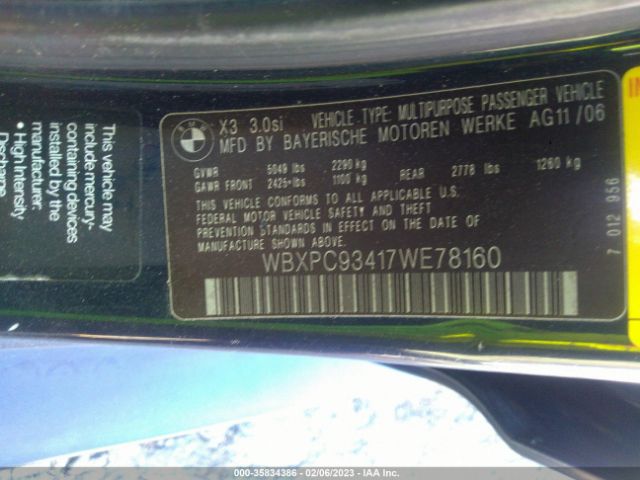 This vehicle may
include mercury-
containing devices
installed by the
manufacturer:
• High Intensity
Discharge
BMW
X3 3.0si VEHICLE TYPE: MULTIPURPOSE PASSENGER VEHICLE
MFD BY BAYERISCHE MOTOREN WERKE AG 11/06
GVWR 5049 lbs 2290 kg
GAWR FRONT 2425 lbs 1100 kg REAR 2778 lbs 1260 kg
THIS VEHICLE CONFORMS TO ALL APPLICABLE U.S.
FEDERAL MOTOR VEHICLE SAFETY AND THEFT
PREVENTION STANDARDS IN EFFECT ON THE DATE OF
MANUFACTURE SHOWN ABOVE.
WBXPC93417WE78160
7 012 956
000-35834386 - 02/06/2023 - IAA Inc.